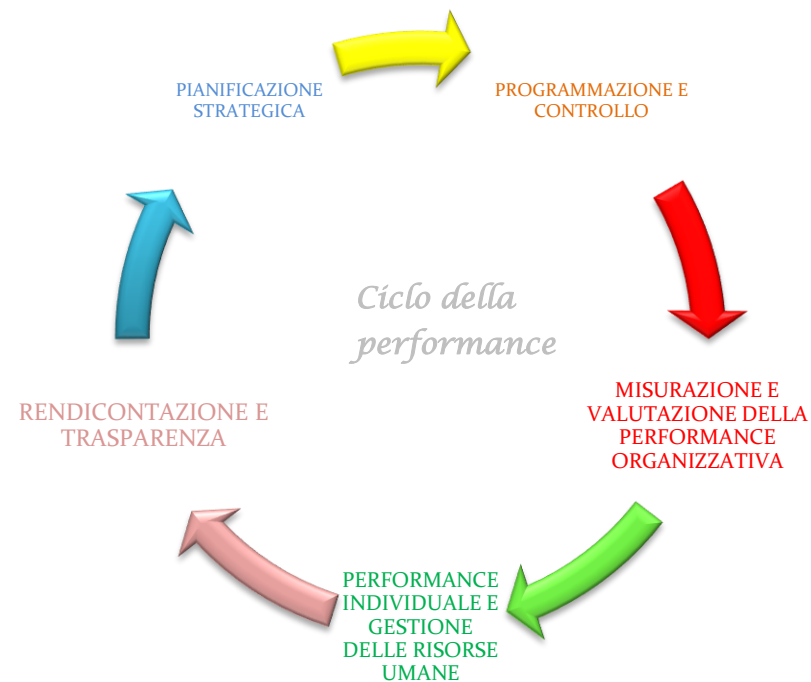 PIANIFICAZIONE
STRATEGICA
PROGRAMMAZIONE E
CONTROLLO
Ciclo della
performance
MISURAZIONE E
VALUTAZIONE DELLA
PERFORMANCE
ORGANIZZATIVA
RENDICONTAZIONE E
TRASPARENZA
PERFORMANCE
INDIVIDUALE E
GESTIONE
DELLE RISORSE
UMANE